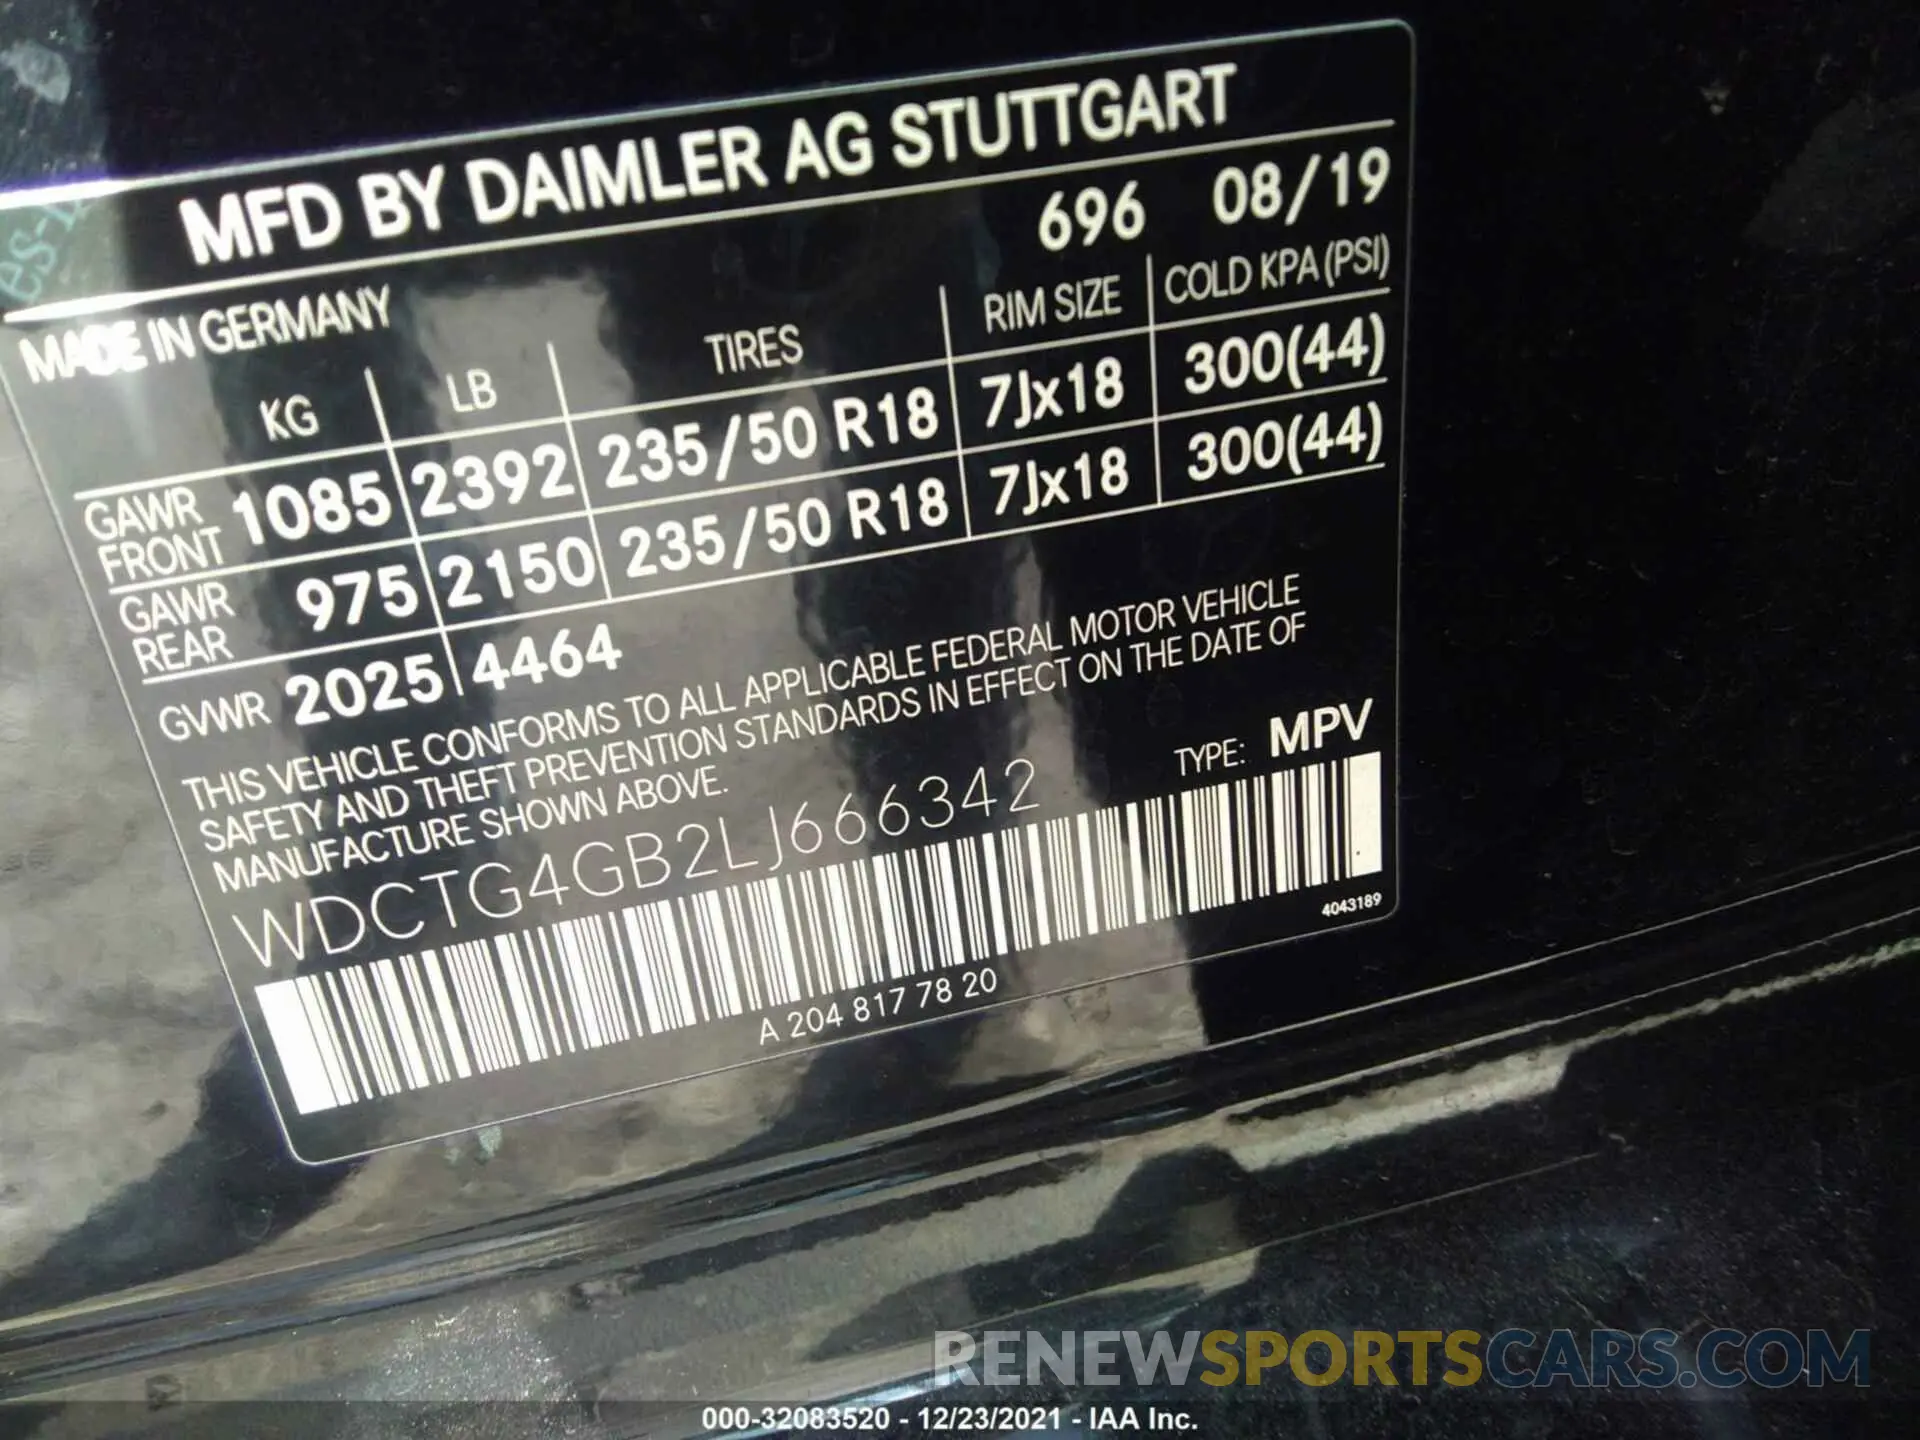 MFD BY DAIMLER AG STUTTGART
696 08/19
MADE IN GERMANY
KG LB TIRES RIM SIZE COLD KPA (PSI)
GAWR FRONT 1085 2392 235/50 R18 7Jx18 300(44)
GAWR REAR 975 2150 235/50 R18 7Jx18 300(44)
GVWR 2025 4464
THIS VEHICLE CONFORMS TO ALL APPLICABLE FEDERAL MOTOR VEHICLE
SAFETY AND THEFT PREVENTION STANDARDS IN EFFECT ON THE DATE OF
MANUFACTURE SHOWN ABOVE.
TYPE: MPV
WDCTG4GB2LJ666342
4043189
A 204 817 78 20
RENEWSPORTSCARS.COM
000-32083520 - 12/23/2021 - IAA Inc.